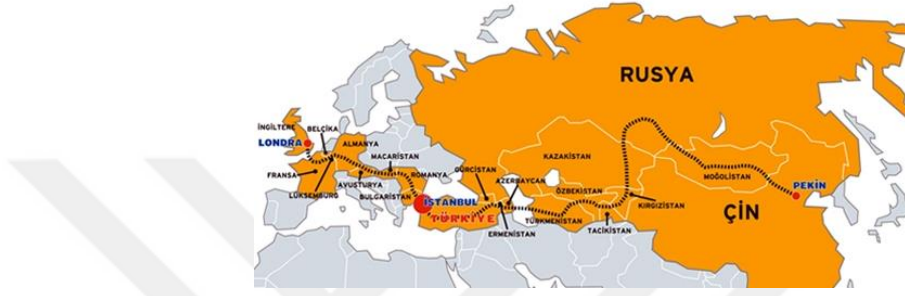 RUSYA
İNGİLTERE
BELÇİKA
LONDRA
ALMANYA
MACARİSTAN
FRANSA
LÜKSEMBURG
AVUSTURYA
ROMANYA
BULGARİSTAN
GÜRCİSTAN
AZERBAYCAN
KAZAKİSTAN
ÖZBEKİSTAN
MOĞOLİSTAN
PEKİN
İSTANBUL
TÜRKİYE
ERMENİSTAN
TÜRKMENİSTAN
TACİKİSTAN
KIRGIZİSTAN
ÇİN